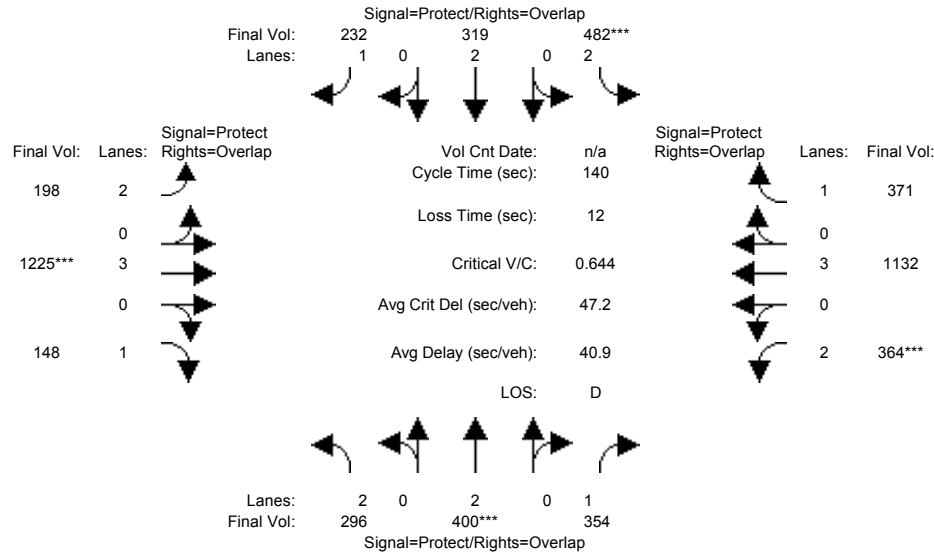 Signal=Protect/Rights=Overlap
Final Vol: 232 319 482***
Lanes: 1 0 2 0 2
Signal=Protect Signal=Protect
Final Vol: Lanes: Rights=Overlap Vol Cnt Date: n/a Rights=Overlap Lanes: Final Vol:
Cycle Time (sec): 140
198 2 1 371
Loss Time (sec): 12
0 0
1225*** 3 Critical V/C: 0.644 3 1132
0 Avg Crit Del (sec/veh): 47.2 0
148 1 Avg Delay (sec/veh): 40.9 2 364***
LOS: D
Lanes: 2 0 2 0 1
Final Vol: 296 400*** 354
Signal=Protect/Rights=Overlap